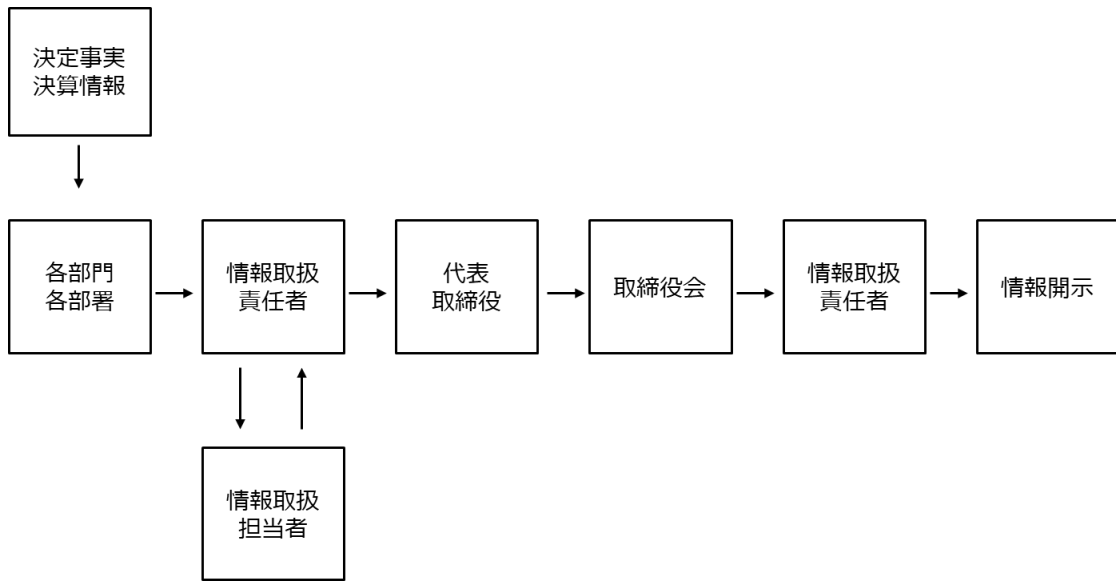 決定事実
決算情報
各部門
各部署
情報取扱
責任者
代表
取締役
取締役会
情報取扱
責任者
情報開示
情報取扱
担当者